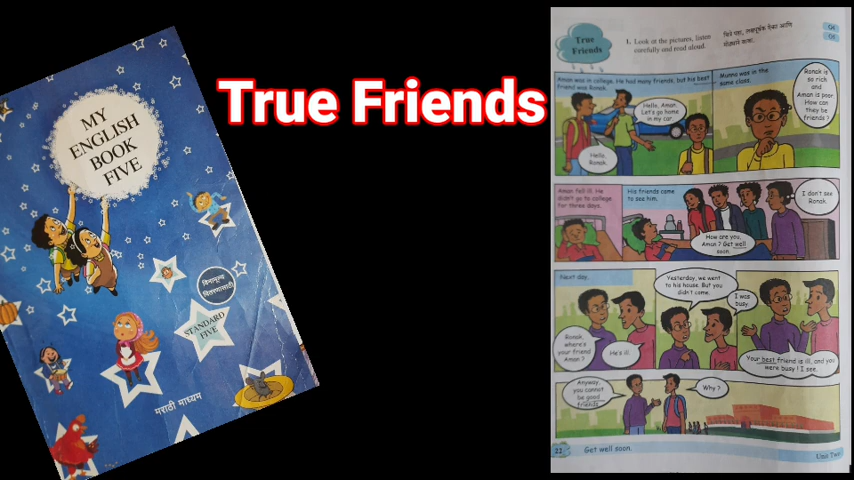 MY
ENGLISH
BOOK
FIVE
विनामूल्य
वितरणासाठी
STANDARD
FIVE
मराठी माध्यम
True Friends
True
Friends
1. Look at the pictures, listen
carefully and read aloud.
चित्रे पहा, लक्षपूर्वक ऐका आणि
मोठ्याने वाचा.
Aman was in college. He had many friends, but his best
friend was Ronak.
Hello, Aman.
Let's go home
in my car.
Hello,
Ronak.
Munna was in the
same class.
Ronak is
so rich
and
Aman is poor.
How can
they be
friends ?
Aman fell ill. He
didn't go to college
for three days.
His friends came
to see him.
How are you,
Aman ? Get well
soon.
I don't see
Ronak.
Next day.
Ronak,
where's
your friend
Aman ?
He's ill.
Yesterday, we went
to his house. But you
didn't come.
I was
busy.
Your best friend is ill, and you
were busy ! I see.
Anyway,
you cannot
be good
friends.
Why ?
22
Get well soon.
Unit Two